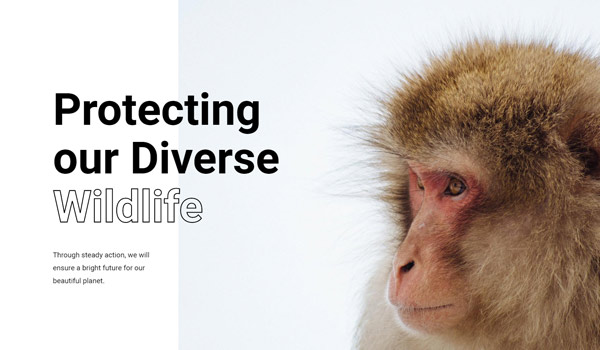 Protecting
our Diverse
Wildlife
Through steady action, we will
ensure a bright future for our
beautiful planet.